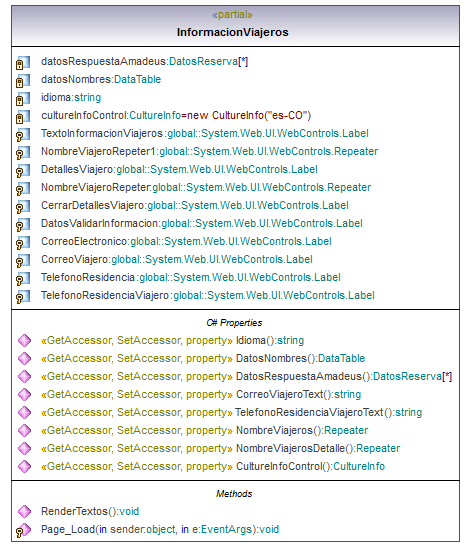 «partial»
InformacionViajeros
datosRespuestaAmadeus:DatosReserva[*]
datosNombres:DataTable
idioma:string
cultureInfoControl:CultureInfo=new CultureInfo("es-CO")
TextoInformacionViajeros:global::System.Web.UI.WebControls.Label
NombreViajeroRepeter1:global::System.Web.UI.WebControls.Repeater
DetallesViajero:global::System.Web.UI.WebControls.Label
NombreViajeroRepeter:global::System.Web.UI.WebControls.Repeater
CerrarDetallesViajero:global::System.Web.UI.WebControls.Label
DatosValidarInformacion:global::System.Web.UI.WebControls.Label
CorreoElectronico:global::System.Web.UI.WebControls.Label
CorreoViajero:global::System.Web.UI.WebControls.Label
TelefonoResidencia:global::System.Web.UI.WebControls.Label
TelefonoResidenciaViajero:global::System.Web.UI.WebControls.Label
C# Properties
«GetAccessor, SetAccessor, property» Idioma():string
«GetAccessor, SetAccessor, property» DatosNombres():DataTable
«GetAccessor, SetAccessor, property» DatosRespuestaAmadeus():DatosReserva[*]
«GetAccessor, SetAccessor, property» CorreoViajeroText():string
«GetAccessor, SetAccessor, property» TelefonoResidenciaViajeroText():string
«GetAccessor, SetAccessor, property» NombreViajeros():Repeater
«GetAccessor, SetAccessor, property» NombreViajerosDetalle():Repeater
«GetAccessor, SetAccessor, property» CultureInfoControl():CultureInfo
Methods
RenderTextos():void
Page_Load(in sender:object, in e:EventArgs):void